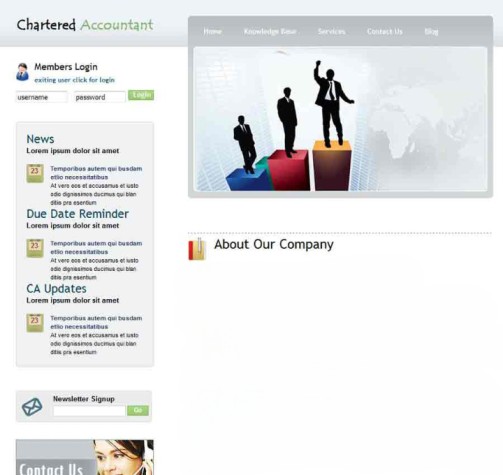 Chartered Accountant
Home Knowledge Base Services Contact Us Blog
Members Login
exiting user click for login
username password Login
News
Lorem ipsum dolor sit amet
23
Temporibus autem qui busdam
etiio necessitatibus
At vero eos et accusamus et iusto
odio dignissimos ducimus qui blan
ditiis pra esentium
Due Date Reminder
Lorem ipsum dolor sit amet
23
Temporibus autem qui busdam
etiio necessitatibus
At vero eos et accusamus et iusto
odio dignissimos ducimus qui blan
ditiis pra esentium
CA Updates
Lorem ipsum dolor sit amet
23
Temporibus autem qui busdam
etiio necessitatibus
At vero eos et accusamus et iusto
odio dignissimos ducimus qui blan
ditiis pra esentium
Newsletter Signup
Go
Contact Us
About Our Company